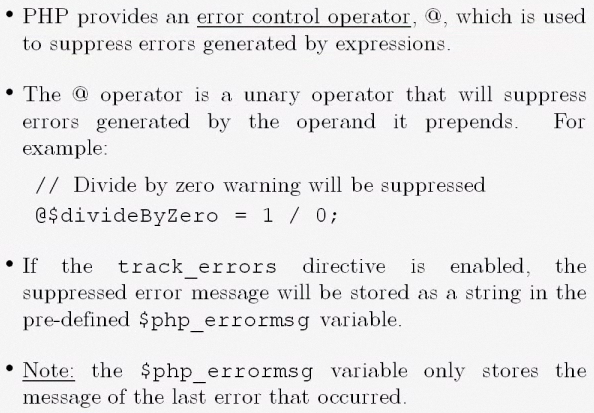 • PHP provides an error control operator, @, which is used
to suppress errors generated by expressions.
• The @ operator is a unary operator that will suppress
errors generated by the operand it prepends. For
example:
// Divide by zero warning will be suppressed
@$divideByZero = 1 / 0;
• If the track_errors directive is enabled, the
suppressed error message will be stored as a string in the
pre-defined $php_errormsg variable.
• Note: the $php_errormsg variable only stores the
message of the last error that occurred.